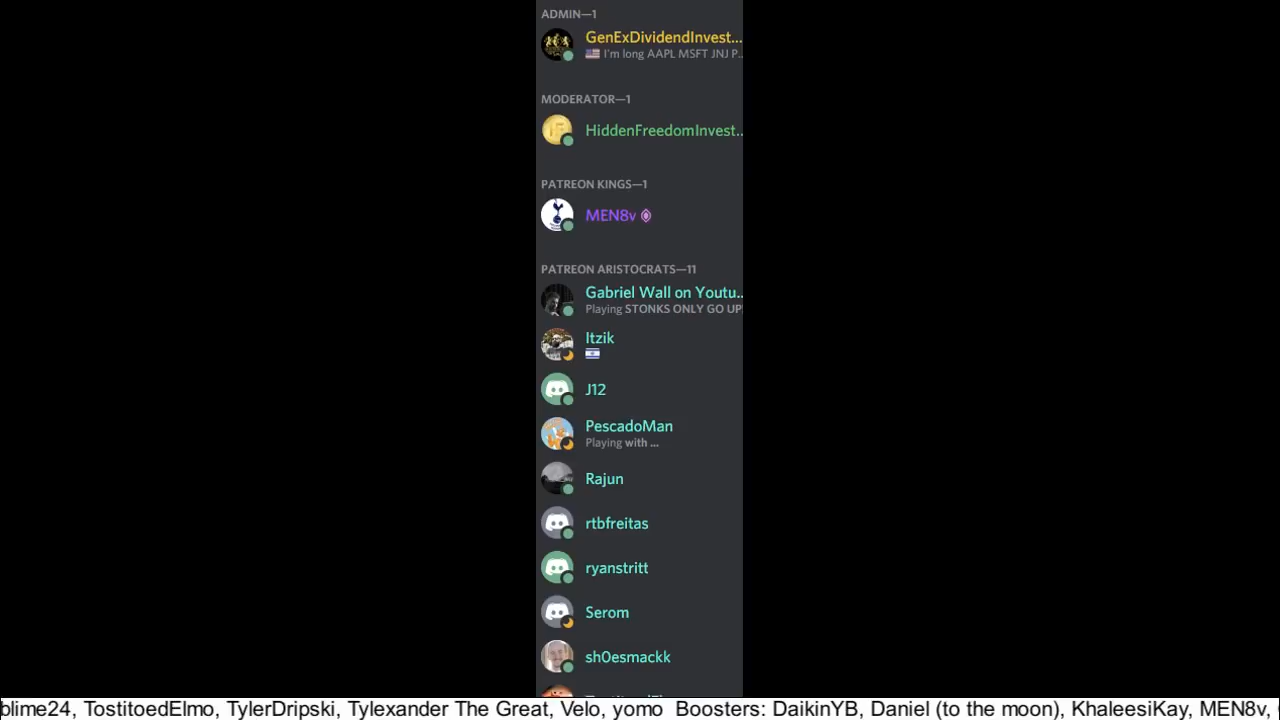 ADMIN—1
GenExDividendInvest...
I'm long AAPL MSFT JNJ P..
MODERATOR—1
HiddenFreedomInvest..
PATREON KINGS—1
MEN8v
PATREON ARISTOCRATS—11
Gabriel Wall on Youtu..
Playing STONKS ONLY GO UP
Itzik
J12
PescadoMan
Playing with ...
Rajun
rtbfreitas
ryanstritt
Serom
sh0esmackk
blime24, TostitoedElmo, TylerDripski, Tylexander The Great, Velo, yomo Boosters: DaikinYB, Daniel (to the moon), KhaleesiKay, MEN8v,